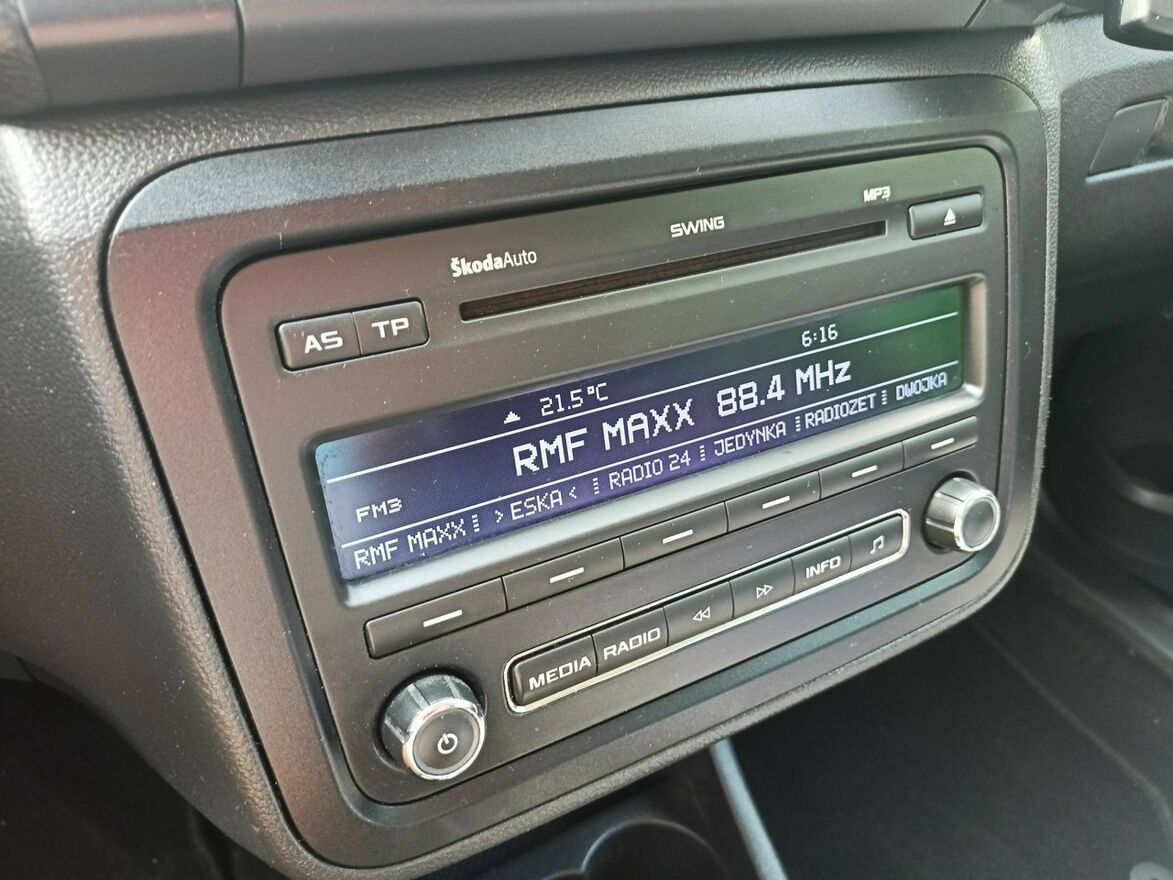 ŠkodaAuto SWING MP3
AS TP
21.5°C 6:16
RMF MAXX 88.4 MHz
FM3
RMF MAXX > ESKA < RADIO 24 JEDYNKA RADIOZET DWOJKA
MEDIA RADIO INFO